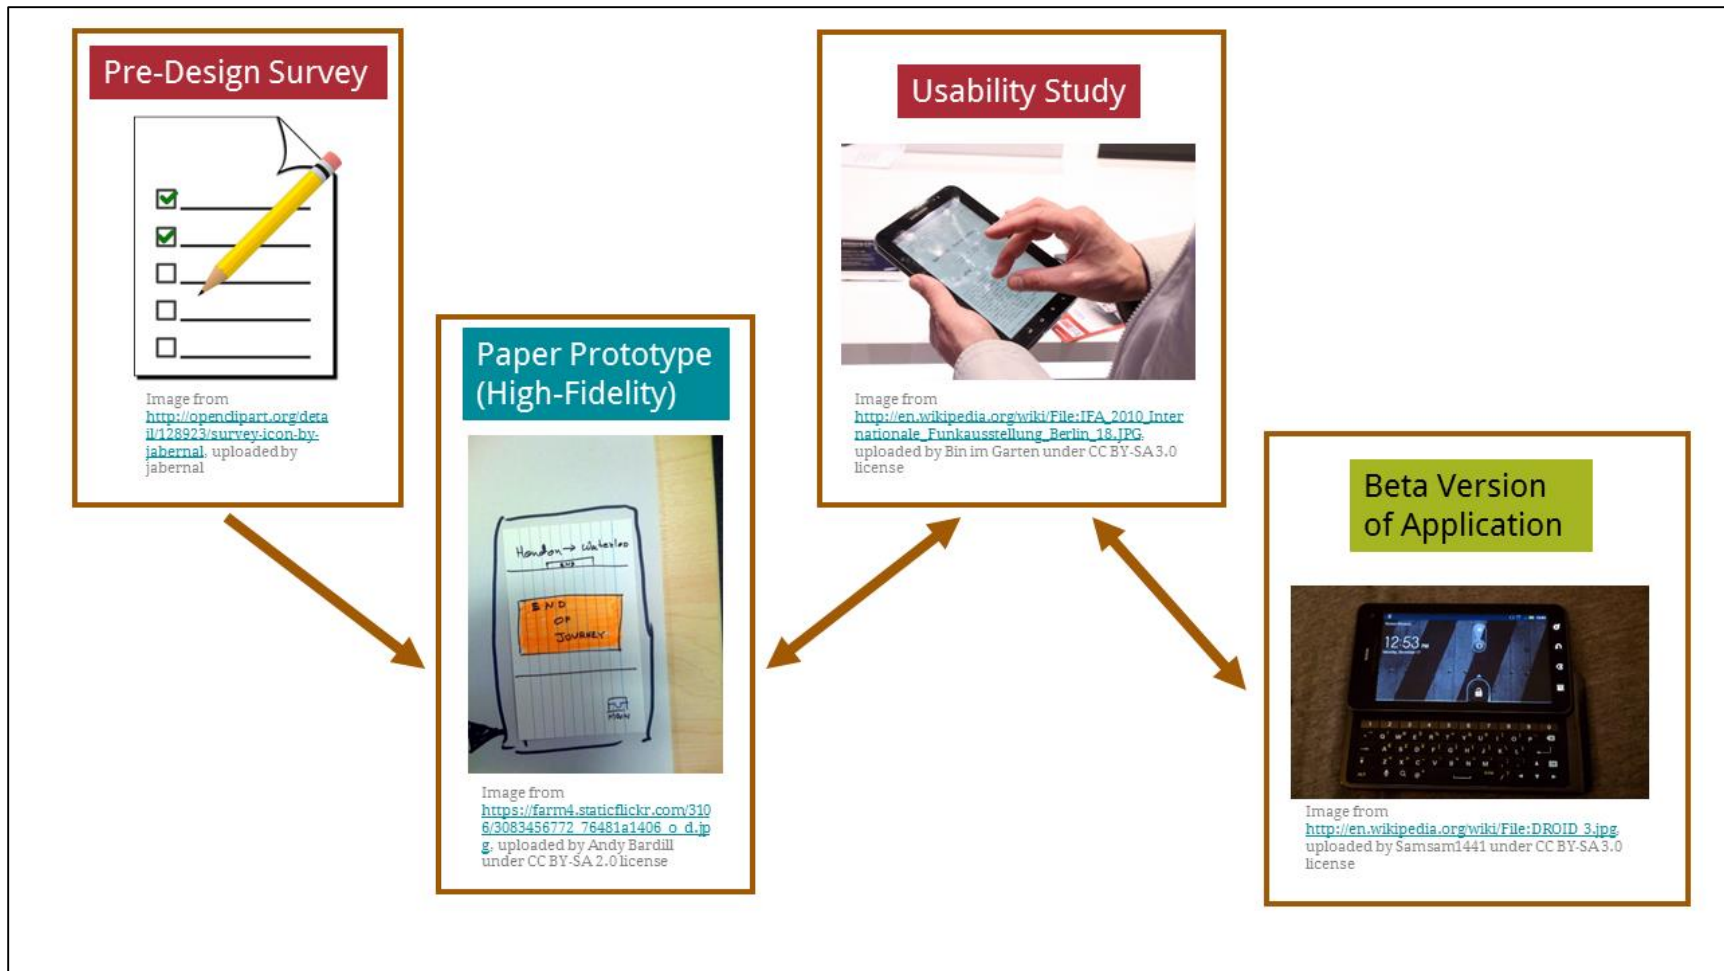 Pre-Design Survey
Image from
http://openclipart.org/deta
il/128923/survey-icon-by-
jabernal, uploaded by
jabernal
Paper Prototype
(High-Fidelity)
END
OF
JOURNEY
Image from
https://farm4.staticflickr.com/310
6/3083456772_76481a1406_o_d.jp
g, uploaded by Andy Bardill
under CC BY-SA 2.0 license
Usability Study
Image from
http://en.wikipedia.org/wiki/File:IFA_2010_Inter
nationale_Funkausstellung_Berlin_18.JPG,
uploaded by Bin im Garten under CC BY-SA 3.0
license
Beta Version
of Application
12:53 PM
Image from
http://en.wikipedia.org/wiki/File:DROID_3.jpg,
uploaded by Samsam1441 under CC BY-SA 3.0
license